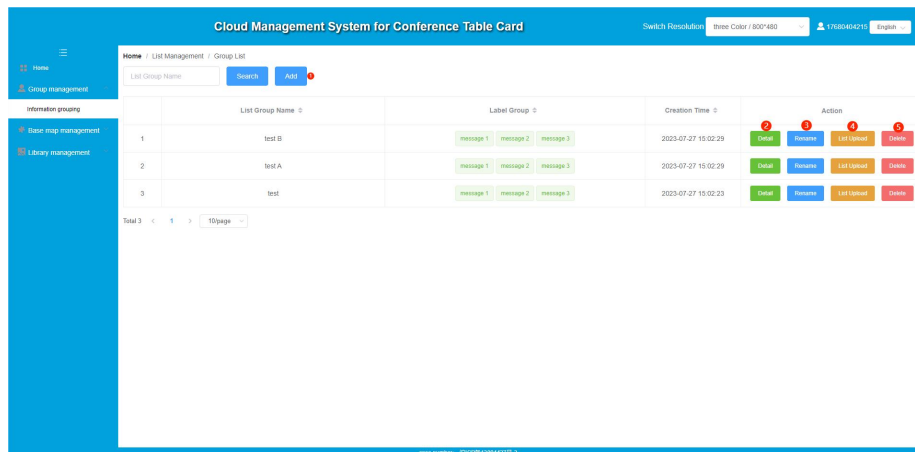 Cloud Management System for Conference Table Card
Switch Resolution three Color / 800*480 17680404215 English
Home / List Management / Group List
Home
List Group Name Search Add 1
Group management
Information grouping
Base map management
Library management
List Group Name Label Group Creation Time Action
2 3 4 5
1 test B message 1 message 2 message 3 2023-07-27 15:02:29 Detail Rename List Upload Delete
2 test A message 1 message 2 message 3 2023-07-27 15:02:29 Detail Rename List Upload Delete
3 test message 1 message 2 message 3 2023-07-27 15:02:23 Detail Rename List Upload Delete
Total 3 < 1 > 10/page